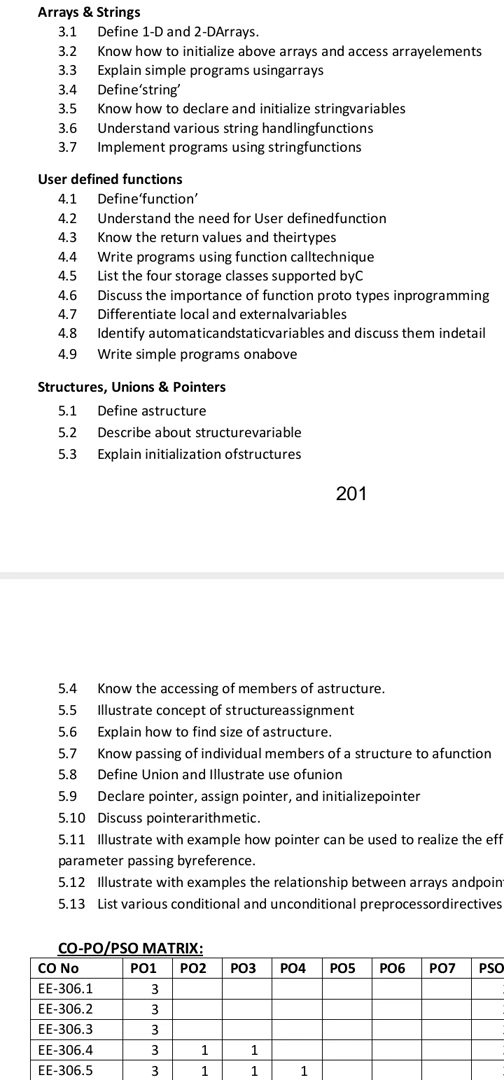 Arrays & Strings
3.1 Define 1-D and 2-DArrays.
3.2 Know how to initialize above arrays and access arrayelements
3.3 Explain simple programs usingarrays
3.4 Define‘string’
3.5 Know how to declare and initialize stringvariables
3.6 Understand various string handlingfunctions
3.7 Implement programs using stringfunctions
User defined functions
4.1 Define‘function’
4.2 Understand the need for User definedfunction
4.3 Know the return values and theirtypes
4.4 Write programs using function calltechnique
4.5 List the four storage classes supported byC
4.6 Discuss the importance of function proto types inprogramming
4.7 Differentiate local and externalvariables
4.8 Identify automaticandstaticvariables and discuss them indetail
4.9 Write simple programs onabove
Structures, Unions & Pointers
5.1 Define astructure
5.2 Describe about structurevariable
5.3 Explain initialization ofstructures
201
5.4 Know the accessing of members of astructure.
5.5 Illustrate concept of structureassignment
5.6 Explain how to find size of astructure.
5.7 Know passing of individual members of a structure to afunction
5.8 Define Union and Illustrate use ofunion
5.9 Declare pointer, assign pointer, and initializepointer
5.10 Discuss pointerarithmetic.
5.11 Illustrate with example how pointer can be used to realize the eff
parameter passing byreference.
5.12 Illustrate with examples the relationship between arrays andpoin
5.13 List various conditional and unconditional preprocessordirectives
CO-PO/PSO MATRIX:
CO No PO1 PO2 PO3 PO4 PO5 PO6 PO7 PSO
EE-306.1 3
EE-306.2 3
EE-306.3 3
EE-306.4 3 1 1
EE-306.5 3 1 1 1